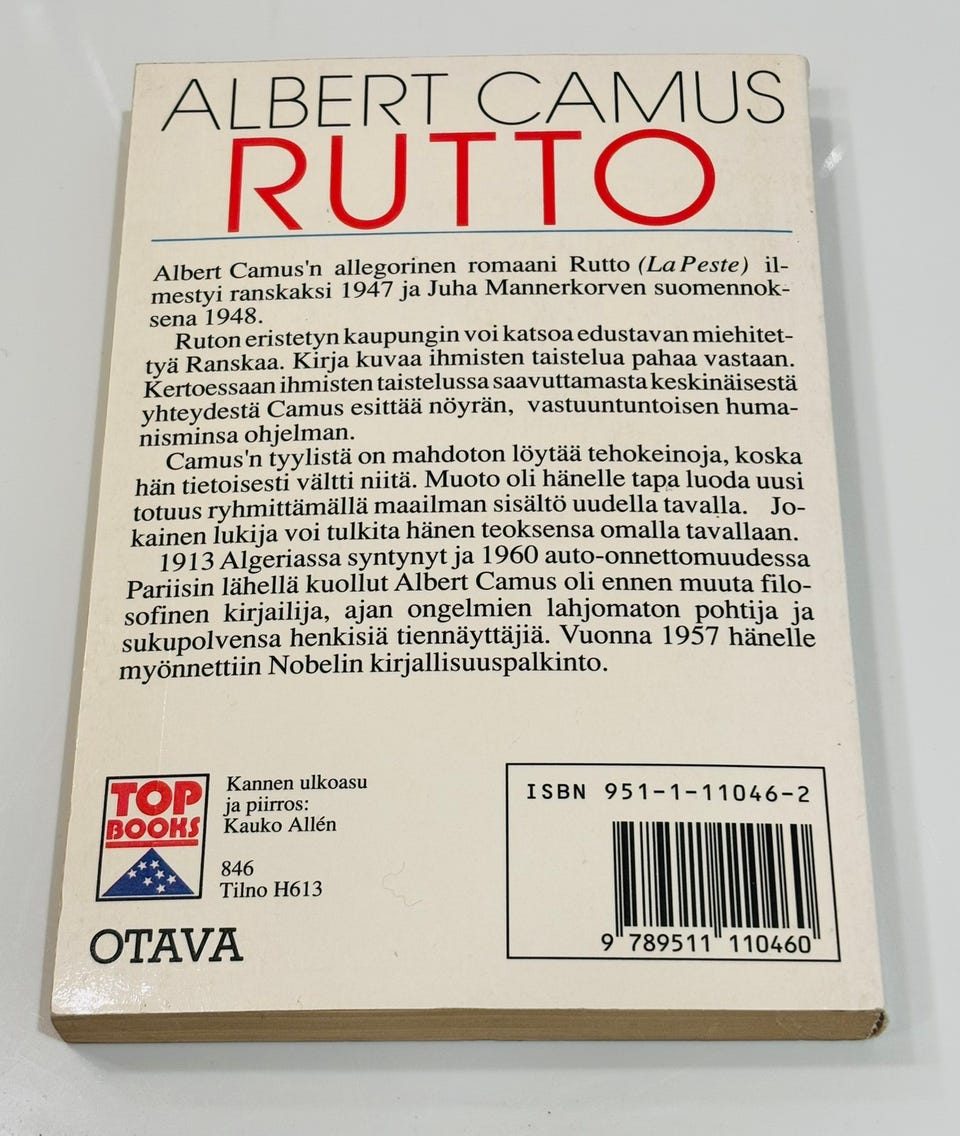 ALBERT CAMUS
RUTTO
Albert Camus'n allegorinen romaani Rutto (La Peste) il-
mestyi ranskaksi 1947 ja Juha Mannerkorven suomennok-
sena 1948.
Ruton eristetyn kaupungin voi katsoa edustavan miehitet-
tyä Ranskaa. Kirja kuvaa ihmisten taistelua pahaa vastaan.
Kertoessaan ihmisten taistelussa saavuttamasta keskinäisestä
yhteydestä Camus esittää nöyrän, vastuuntuntoisen huma-
nisminsa ohjelman.
Camus'n tyylistä on mahdoton löytää tehokeinoja, koska
hän tietoisesti vältti niitä. Muoto oli hänelle tapa luoda uusi
totuus ryhmittämällä maailman sisältö uudella tavalla. Jo-
kainen lukija voi tulkita hänen teoksensa omalla tavallaan.
1913 Algeriassa syntynyt ja 1960 auto-onnettomuudessa
Pariisin lähellä kuollut Albert Camus oli ennen muuta filo-
sofinen kirjailija, ajan ongelmien lahjomaton pohtija ja
sukupolvensa henkisiä tiennäyttäjiä. Vuonna 1957 hänelle
myönnettiin Nobelin kirjallisuuspalkinto.
TOP
BOOKS
Kannen ulkoasu
ja piirros:
Kauko Allén
846
Tilno H613
OTAVA
ISBN 951-1-11046-2
9 789511 110460